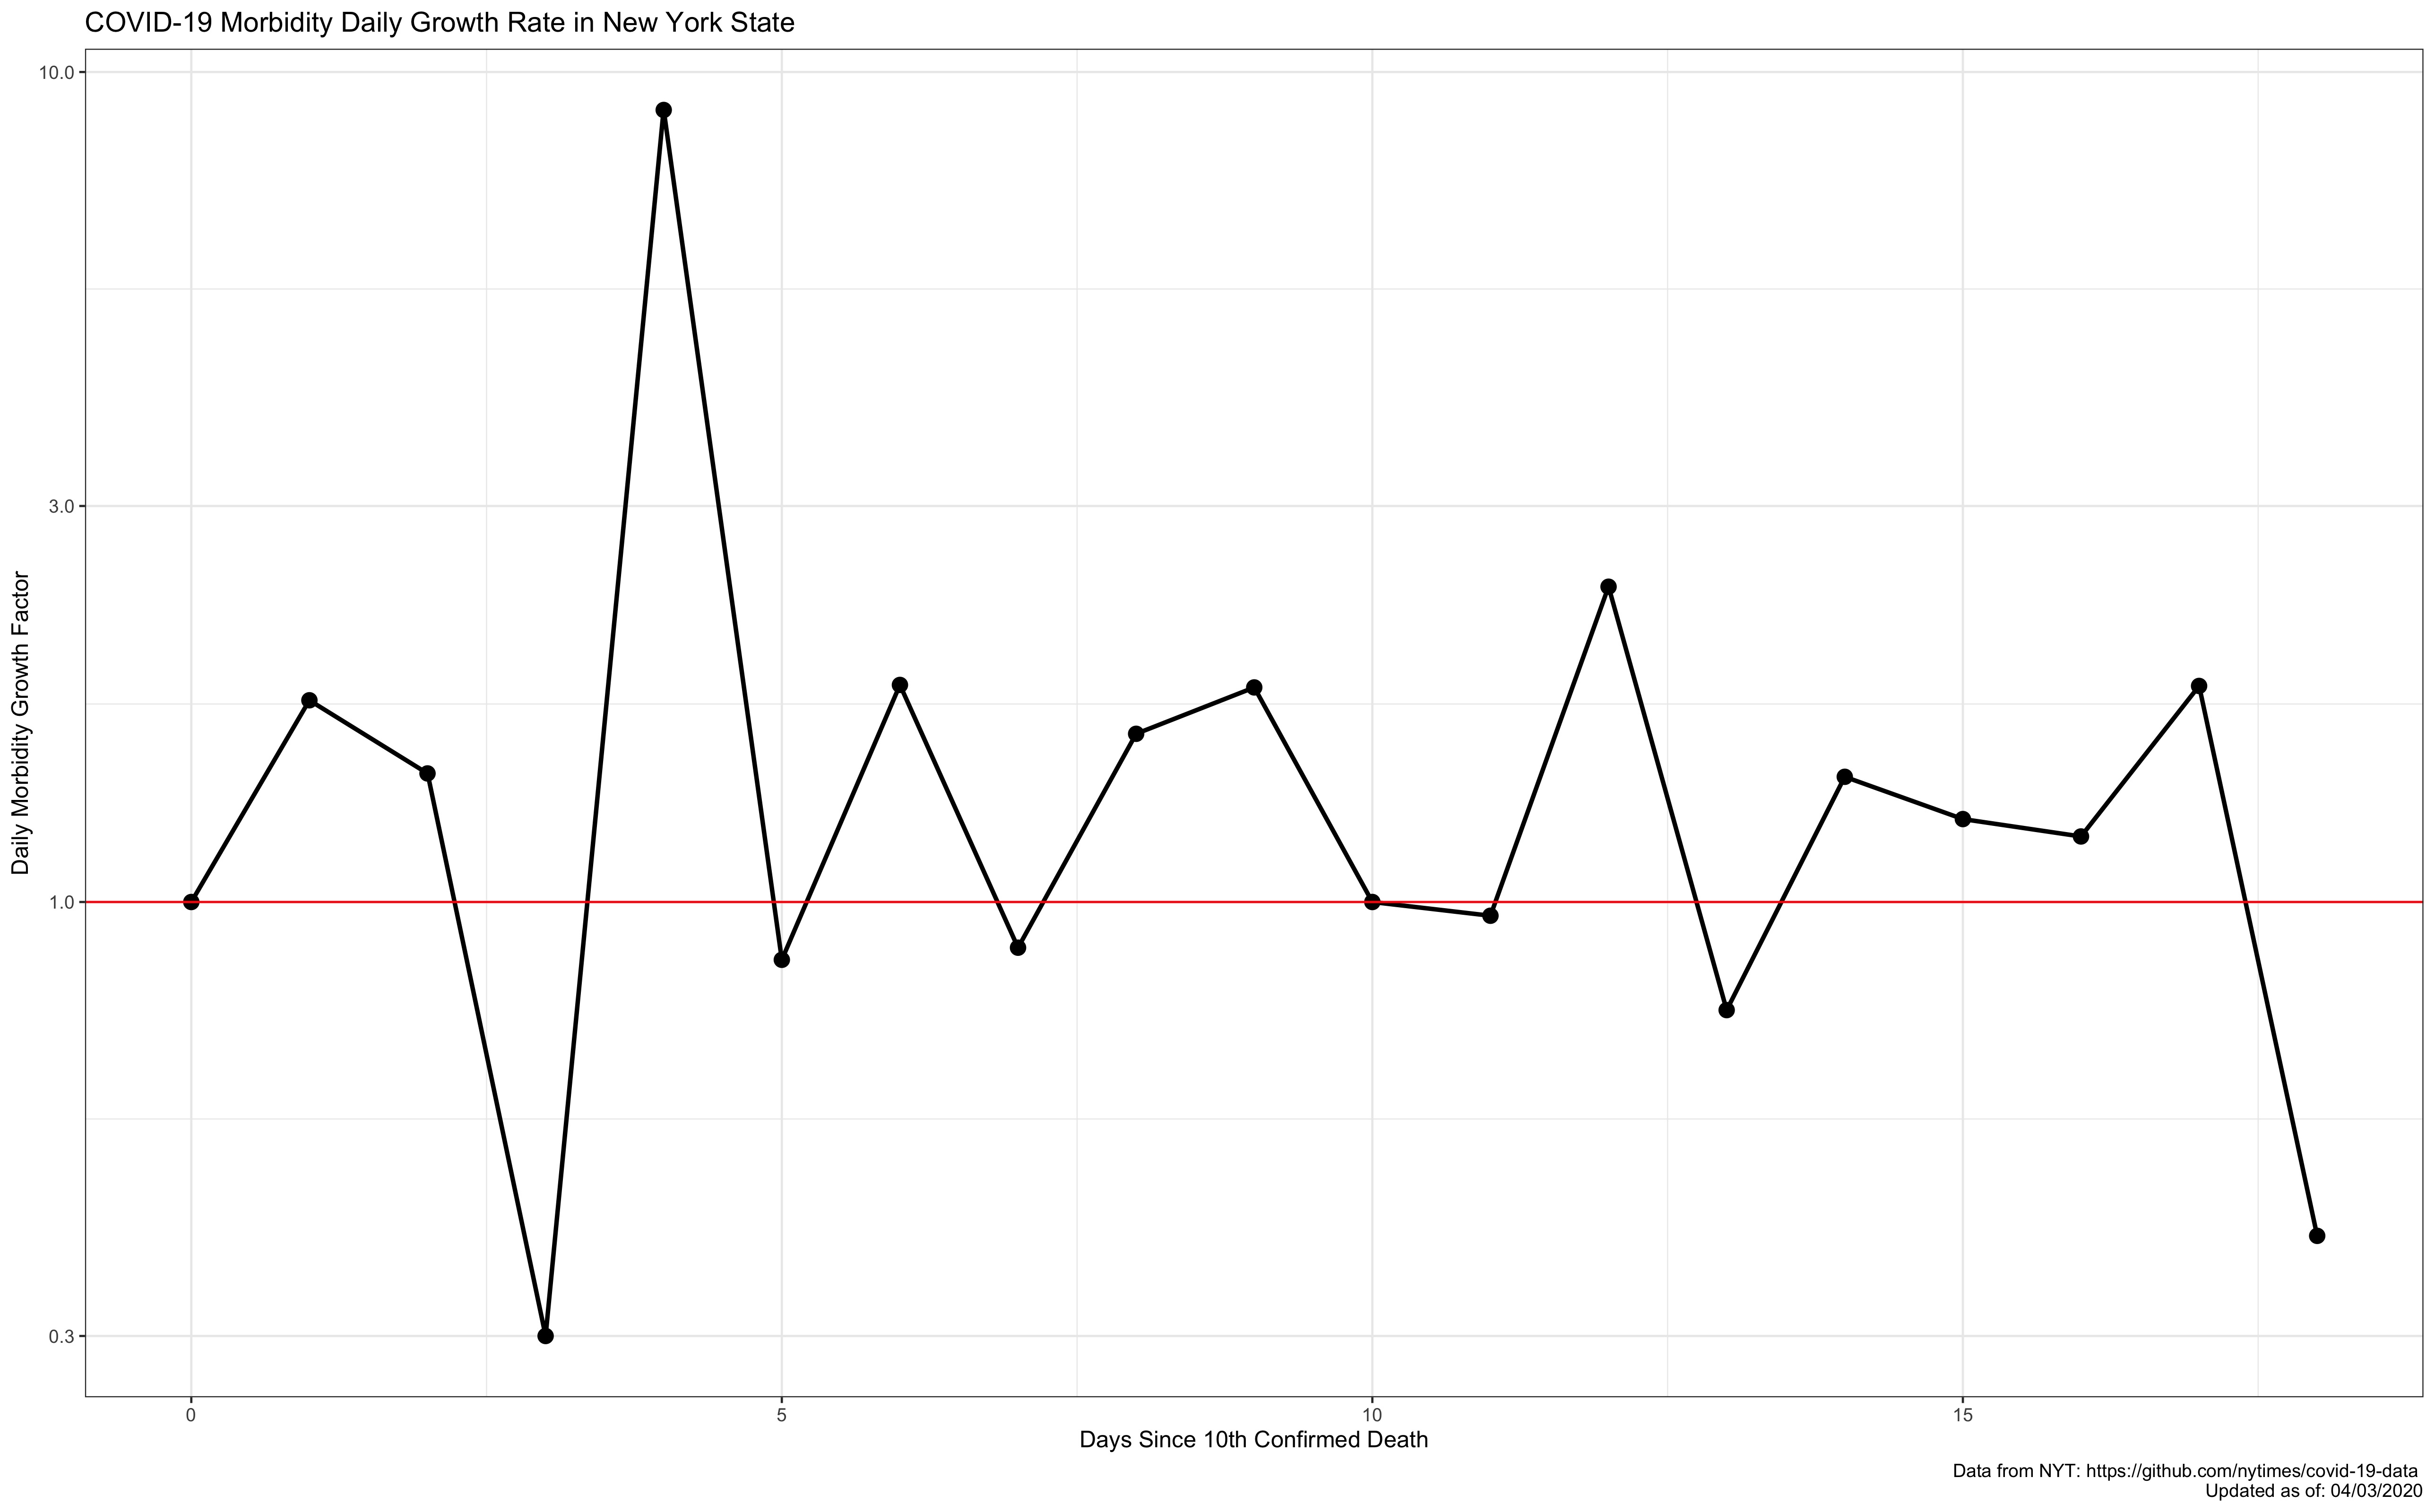 COVID-19 Morbidity Daily Growth Rate in New York State
10.0
3.0
1.0
0.3
Daily Morbidity Growth Factor
0
5
10
15
Days Since 10th Confirmed Death
Data from NYT: https://github.com/nytimes/covid-19-data
Updated as of: 04/03/2020